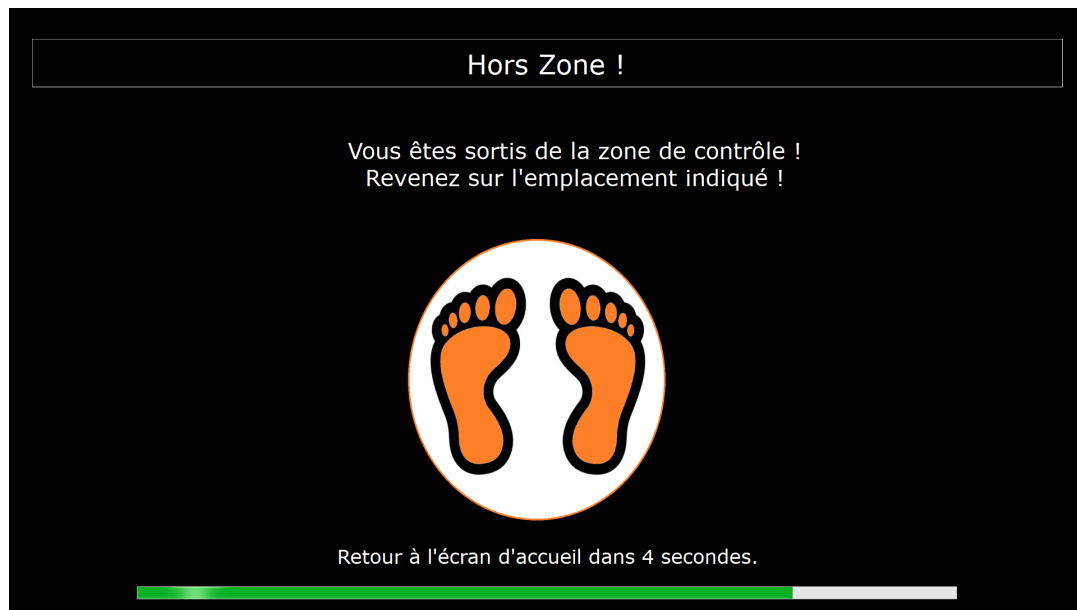 Hors Zone !
Vous êtes sortis de la zone de contrôle !
Revenez sur l'emplacement indiqué !
Retour à l'écran d'accueil dans 4 secondes.